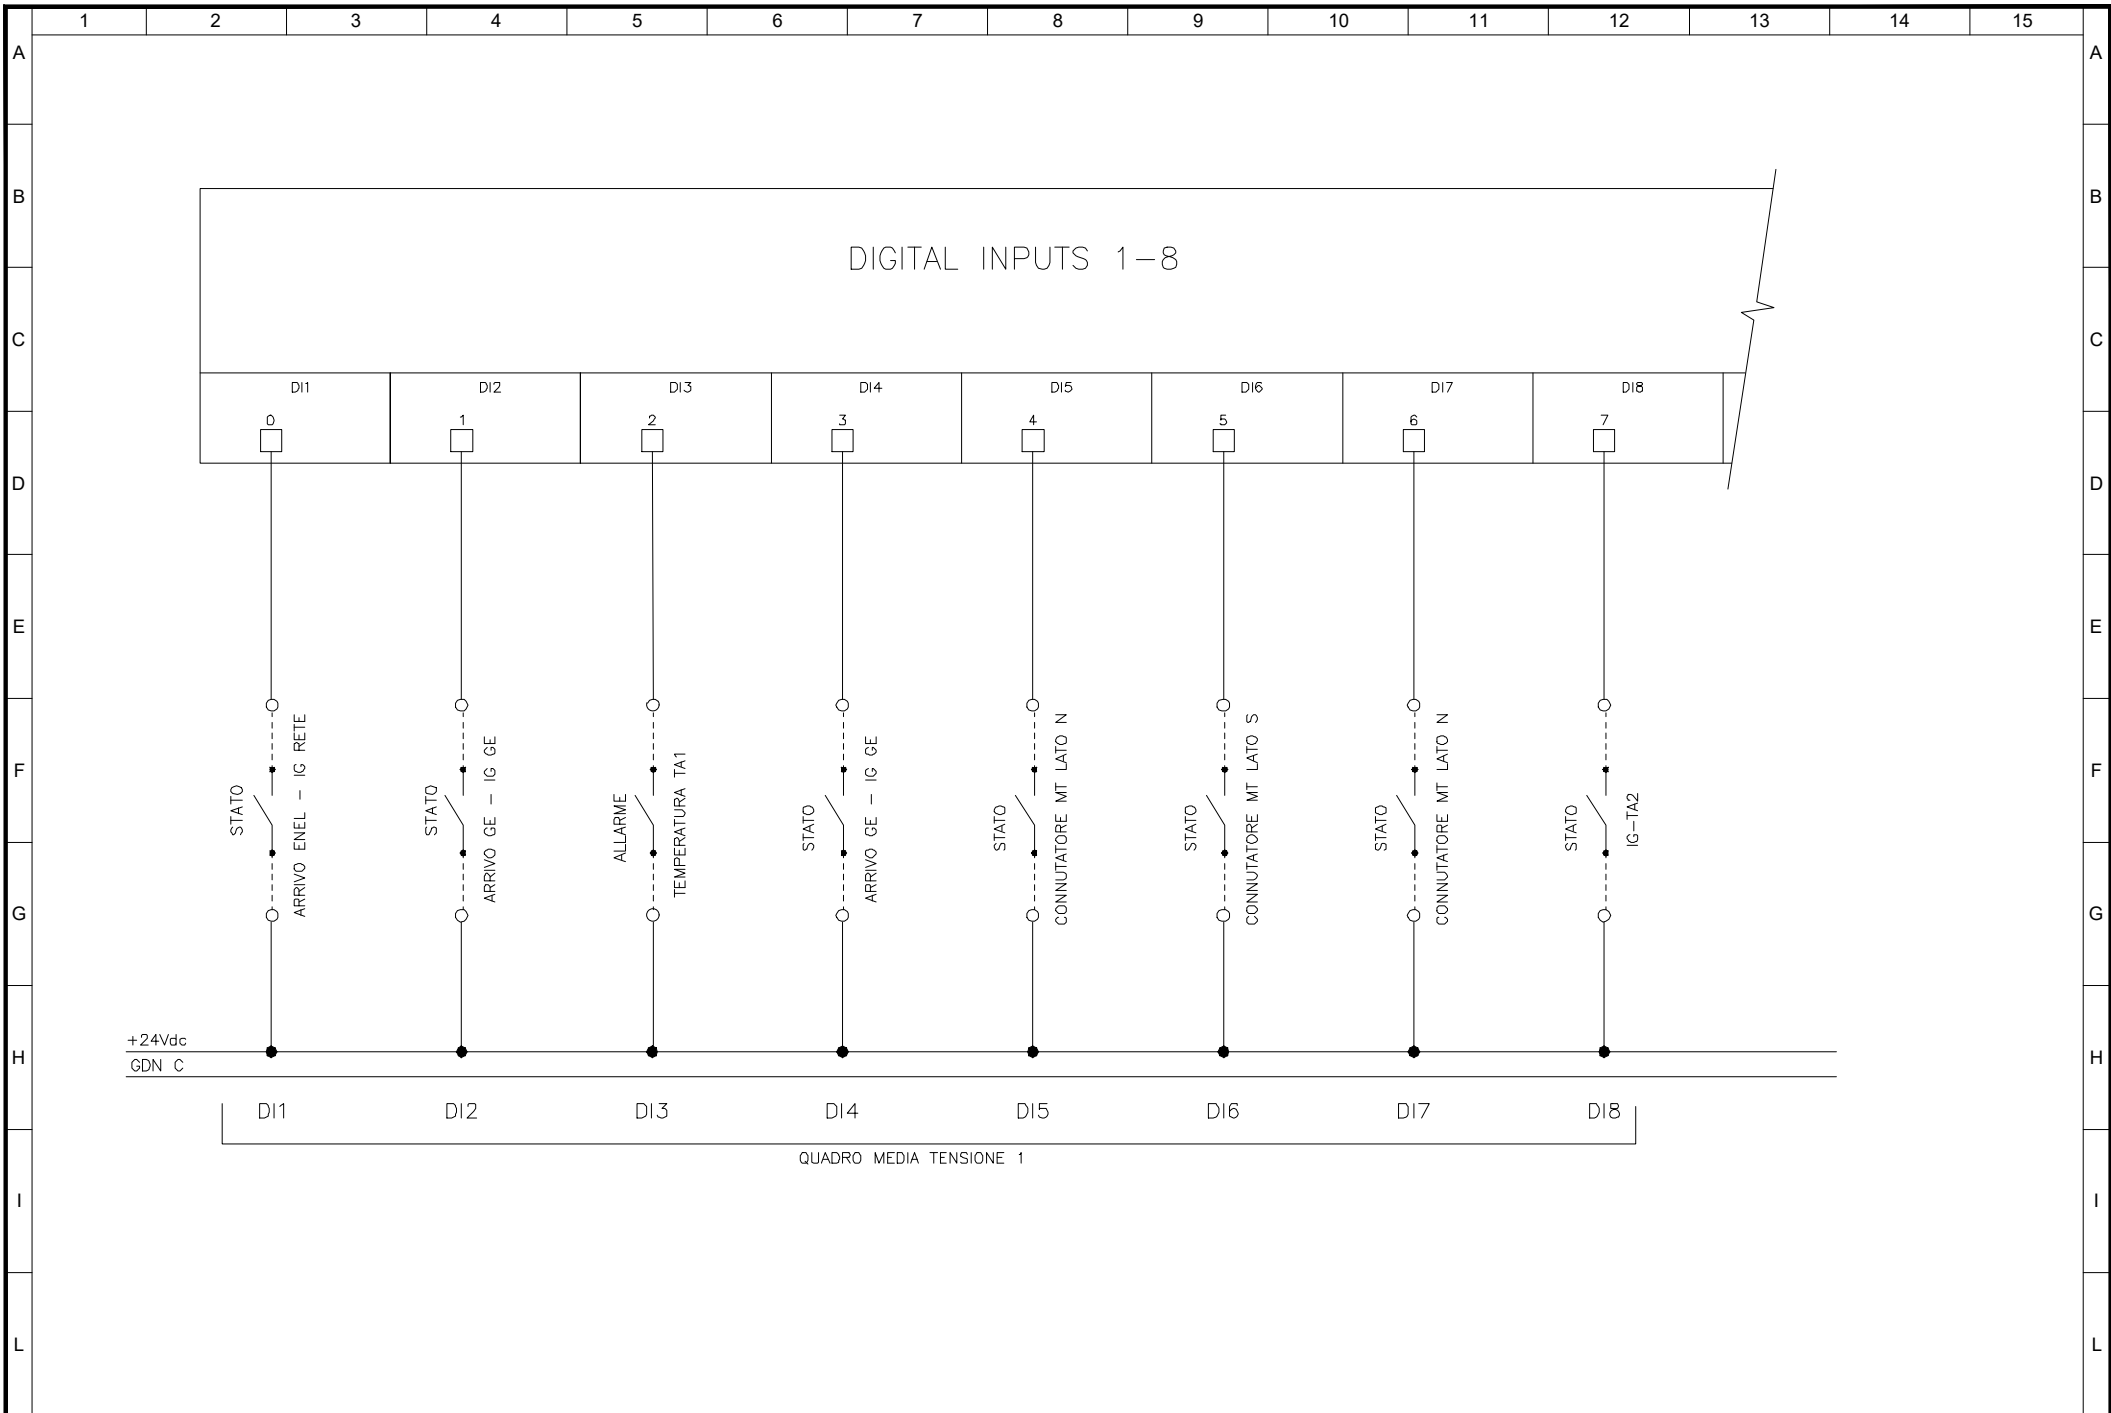 1 2 3 4 5 6 7 8 9 10 11 12 13 14 15
A A
B B
DIGITAL INPUTS 1-8
C C
DI1 DI2 DI3 DI4 DI5 DI6 DI7 DI8
0 1 2 3 4 5 6 7
D D
E E
F F
STATO
ARRIVO ENEL - IG RETE
STATO
ARRIVO GE - IG GE
ALLARME
TEMPERATURA TA1
STATO
ARRIVO GE - IG GE
STATO
CONNUTATORE MT LATO N
STATO
CONNUTATORE MT LATO S
STATO
CONNUTATORE MT LATO N
STATO
IG-TA2
G G
+24Vdc
H H
GDN C
DI1 DI2 DI3 DI4 DI5 DI6 DI7 DI8
QUADRO MEDIA TENSIONE 1
I I
L L